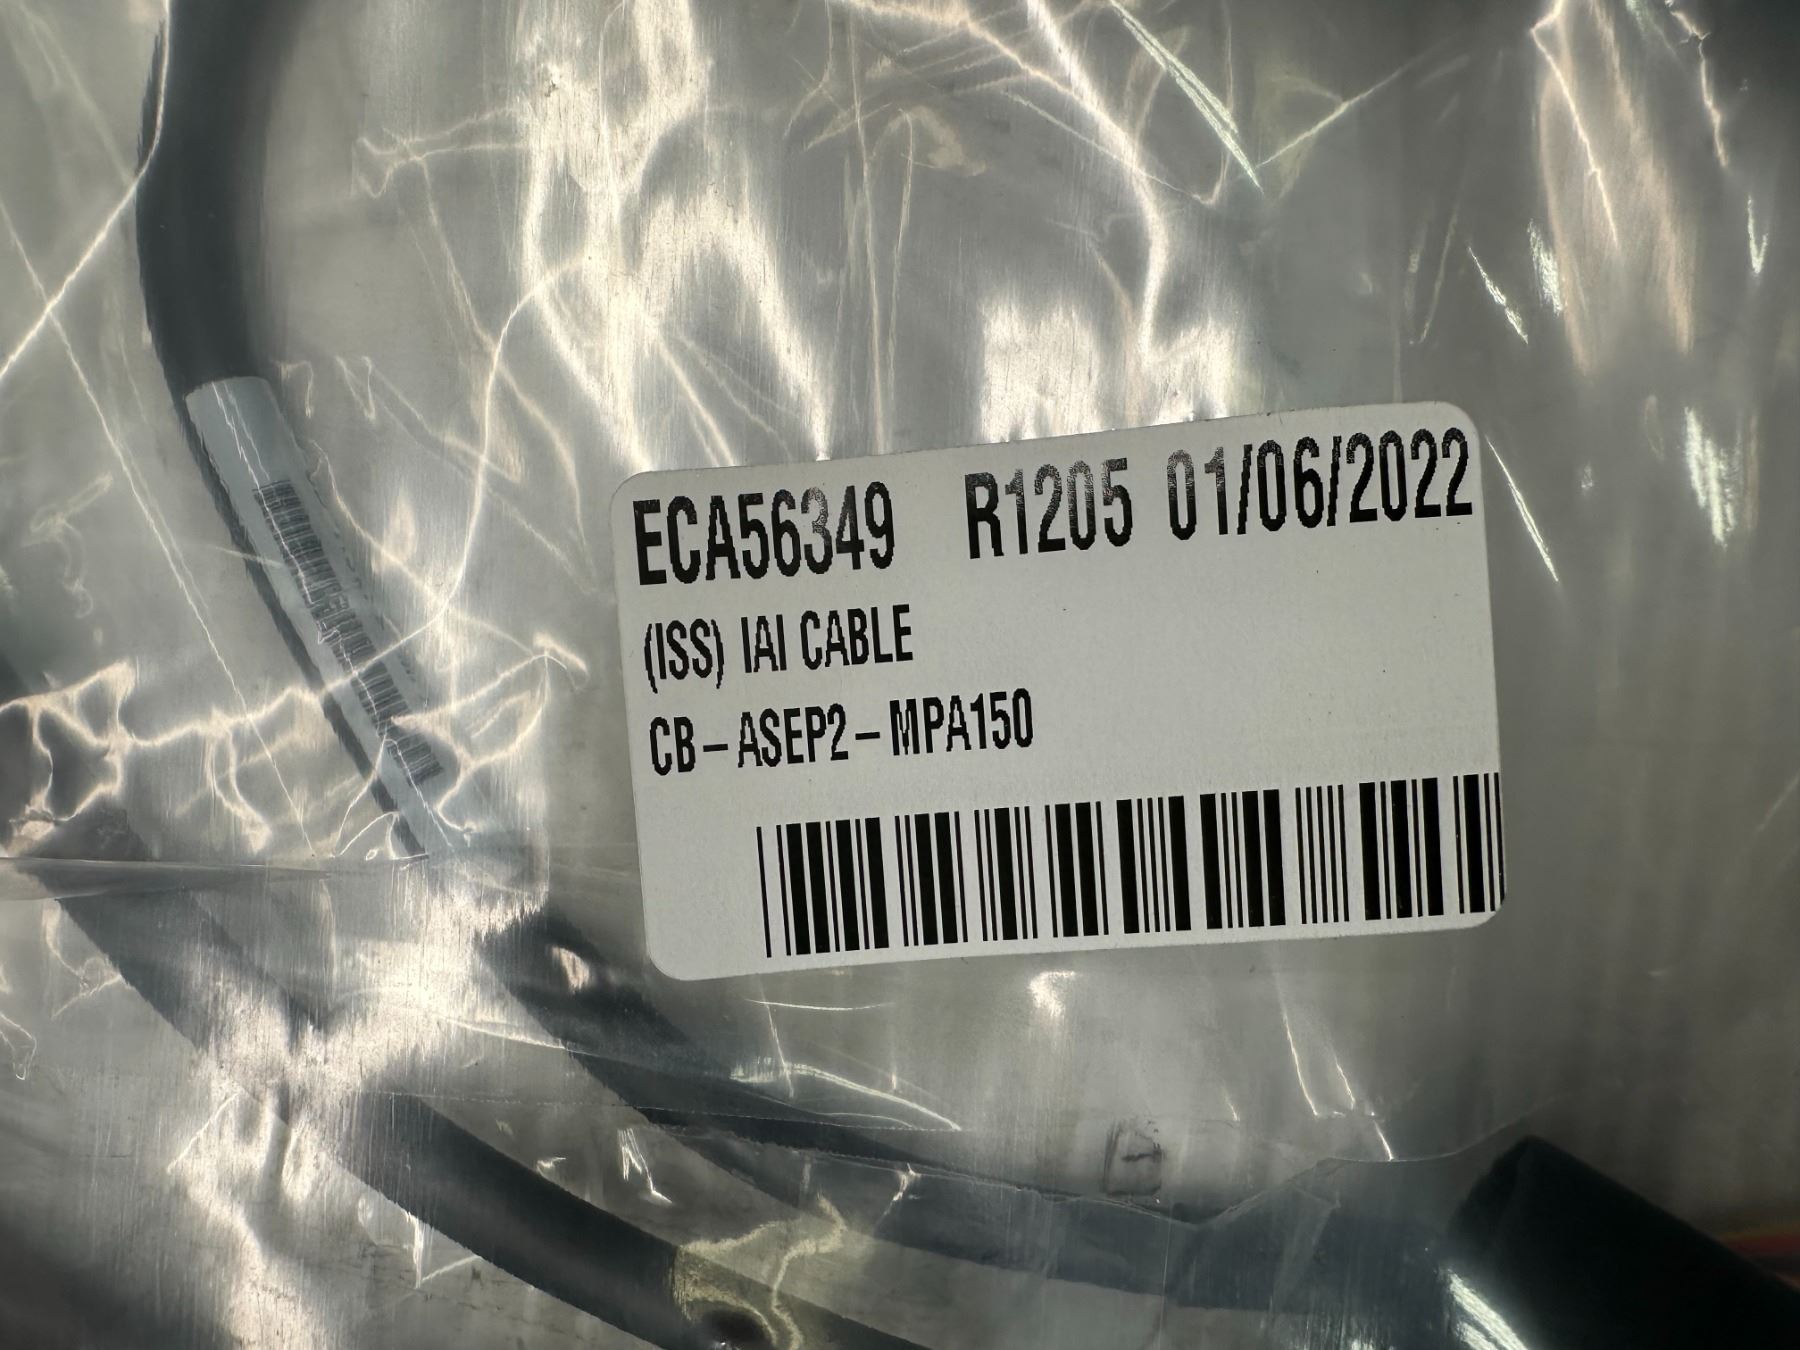 ECA56349 R1205 01/06/2022
(ISS) IAI CABLE
CB-ASEP2-MPA150